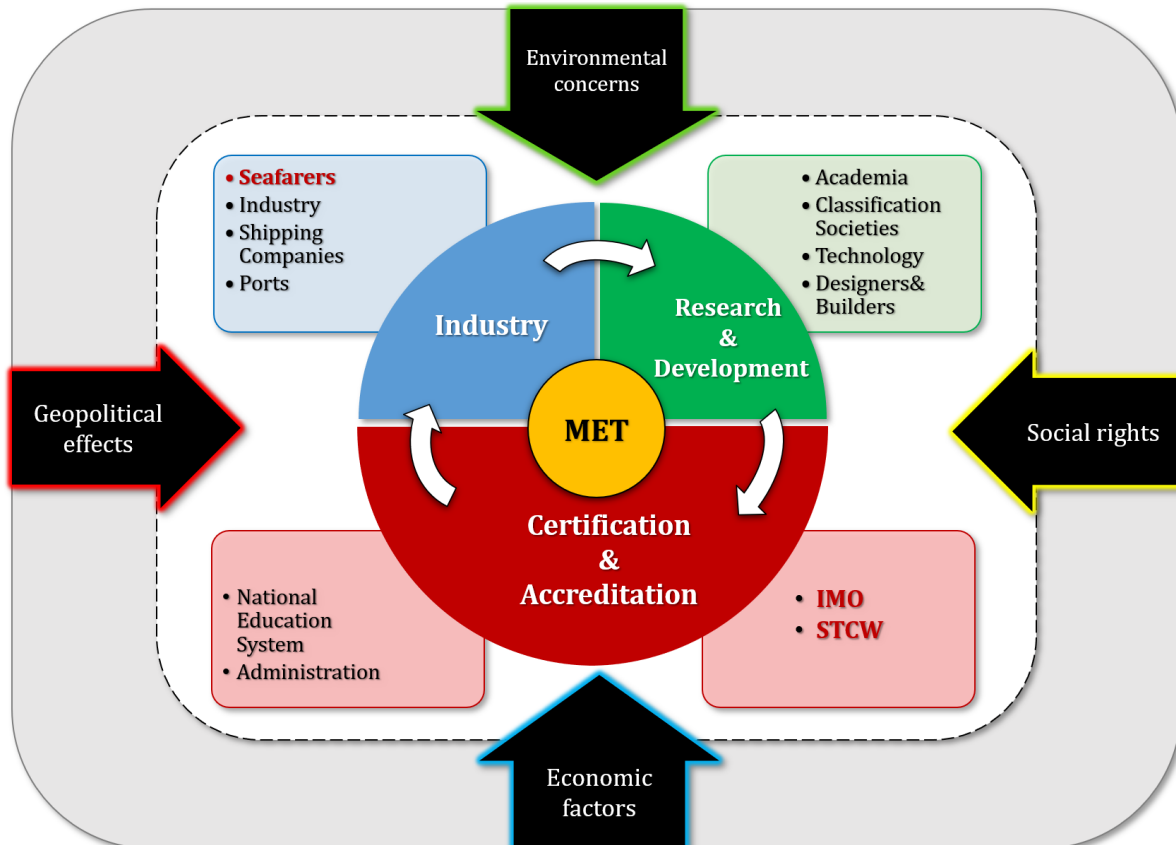 Environmental
concerns
• Seafarers
• Industry
• Shipping
Companies
• Ports
• Academia
• Classification
Societies
• Technology
• Designers&
Builders
Industry
Research
&
Development
MET
Geopolitical
effects
Social rights
Certification
&
Accreditation
• National
Education
System
• Administration
• IMO
• STCW
Economic
factors